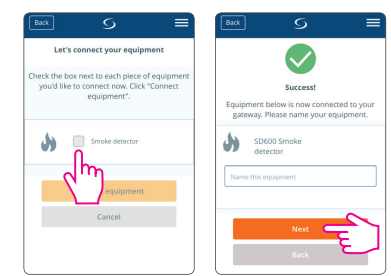 Back
Let's connect your equipment
Check the box next to each piece of equipment
you'd like to connect now. Click "Connect
equipment".
Smoke detector
equipment
Cancel
Back
Success!
Equipment below is now connected to your
gateway. Please name your equipment.
SD600 Smoke
detector
Name this equipment
Next
Back